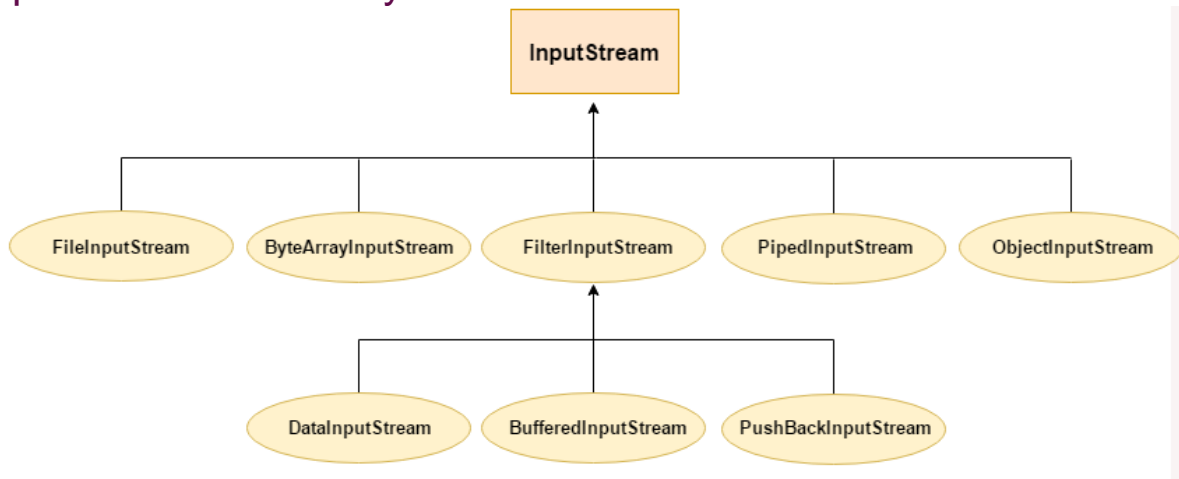 InputStream
FileInputStream ByteArrayInputStream FilterInputStream PipedInputStream ObjectInputStream
DataInputStream BufferedInputStream PushBackInputStream